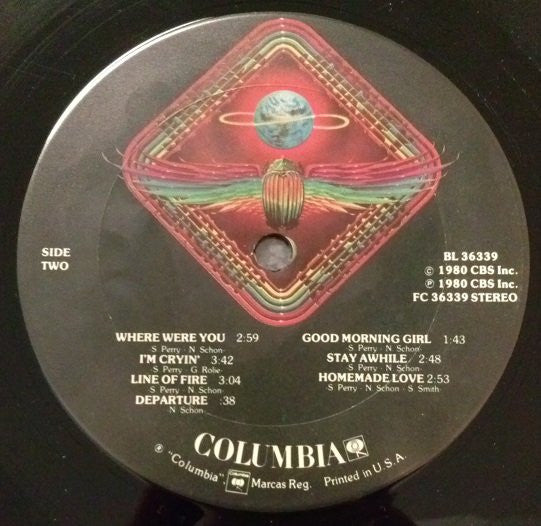 SIDE
TWO
BL 36339
© 1980 CBS Inc.
℗ 1980 CBS Inc.
FC 36339 STEREO
WHERE WERE YOU 2:59
S. Perry - N. Schon
I'M CRYIN' 3:42
S. Perry - G. Rolie
LINE OF FIRE 3:04
S. Perry - N. Schon
DEPARTURE :38
N. Schon
GOOD MORNING GIRL 1:43
S. Perry - N. Schon
STAY AWHILE 2:48
S. Perry - N. Schon
HOMEMADE LOVE 2:53
S. Perry - N. Schon - S. Smith
COLUMBIA
® "Columbia", Columbia Marcas Reg. Printed in U.S.A.